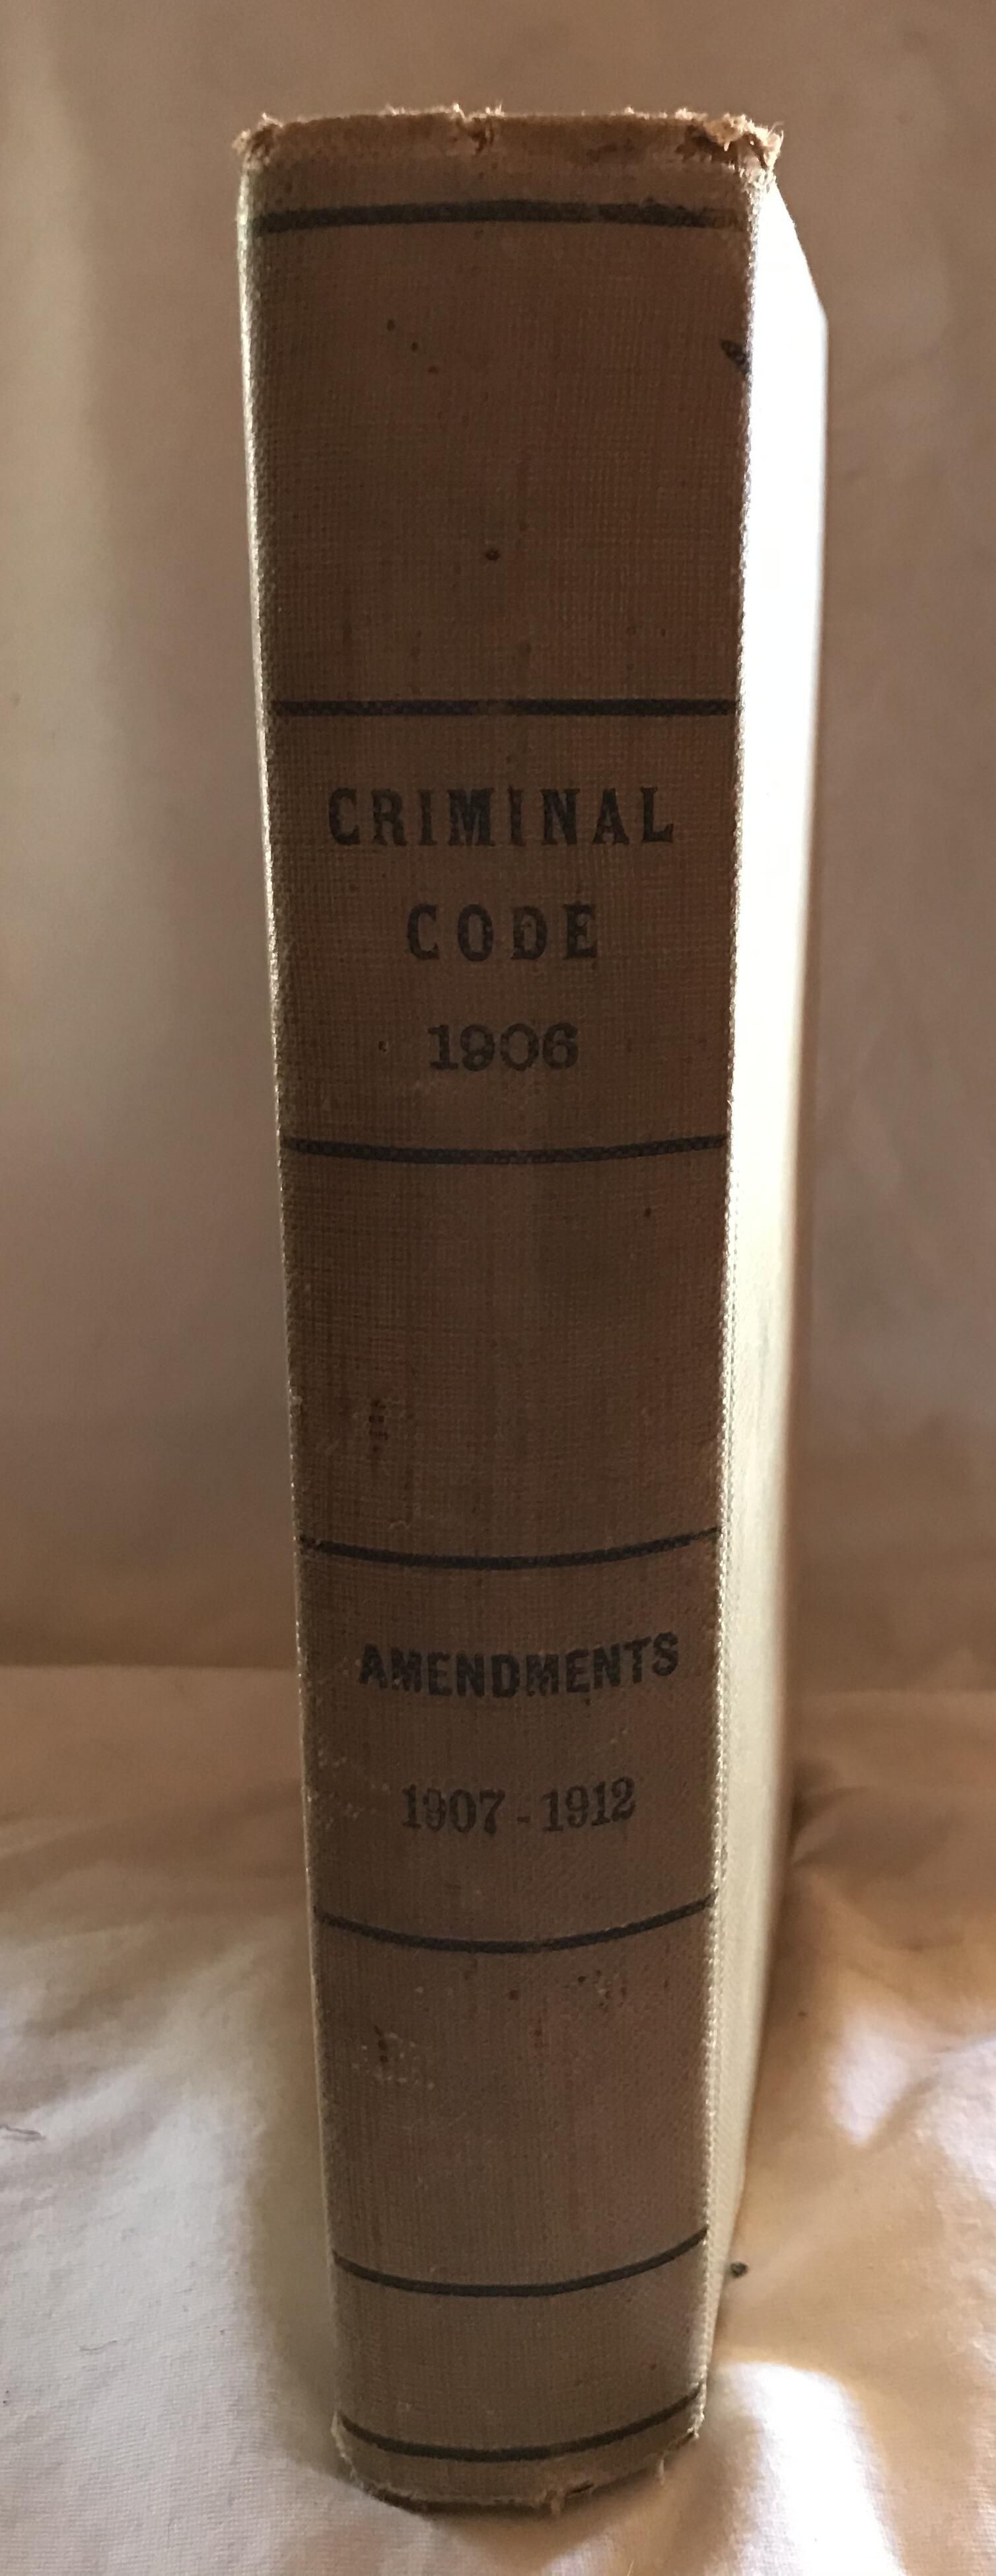 CRIMINAL
CODE
1906
AMENDMENTS
1907-1912